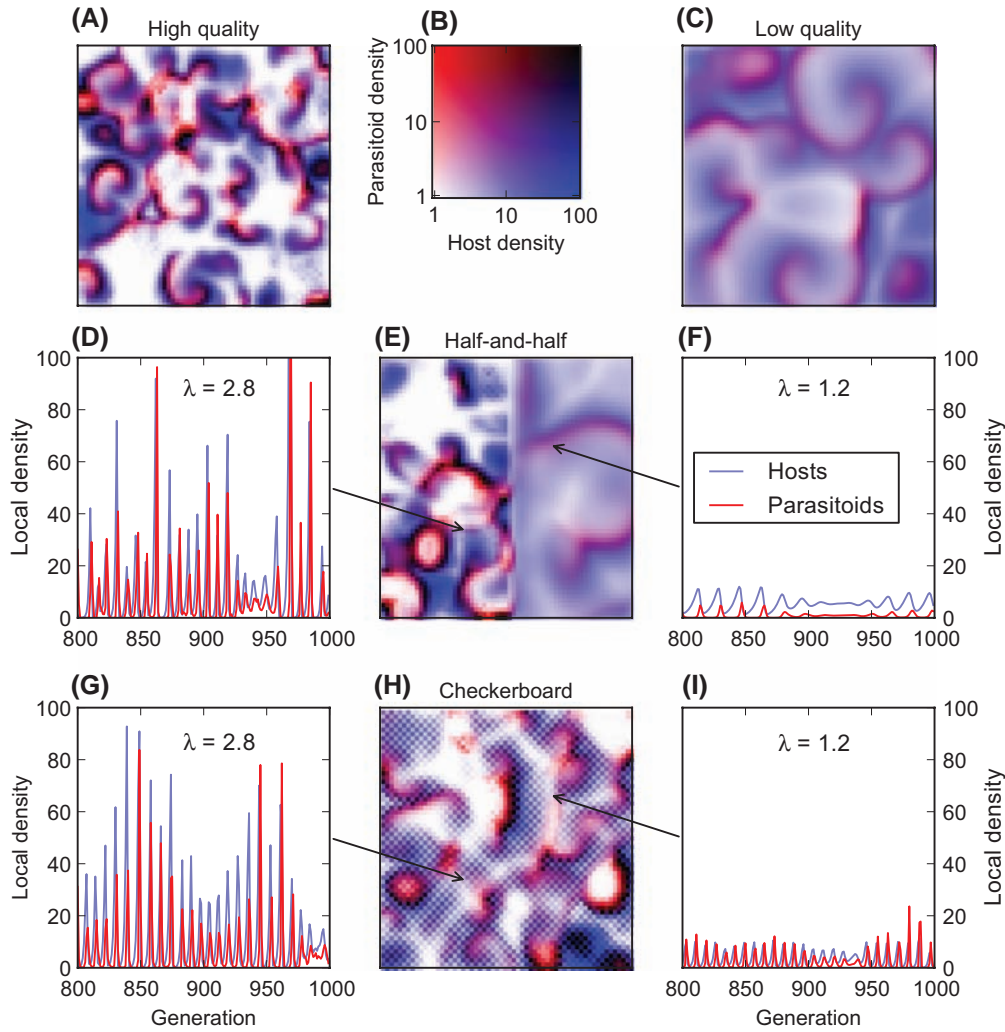 (A)
High quality
(B)
(C)
Low quality
Parasitoid density
100
10
1
1 10 100
Host density
(D)
(E)
Half-and-half
(F)
Local density
100
80
60
40
20
0
λ = 2.8
800 850 900 950 1000
λ = 1.2
Hosts
Parasitoids
100
80
60
40
20
0
Local density
800 850 900 950 1000
(G)
(H)
Checkerboard
(I)
Local density
100
80
60
40
20
0
λ = 2.8
800 850 900 950 1000
Generation
λ = 1.2
100
80
60
40
20
0
Local density
800 850 900 950 1000
Generation